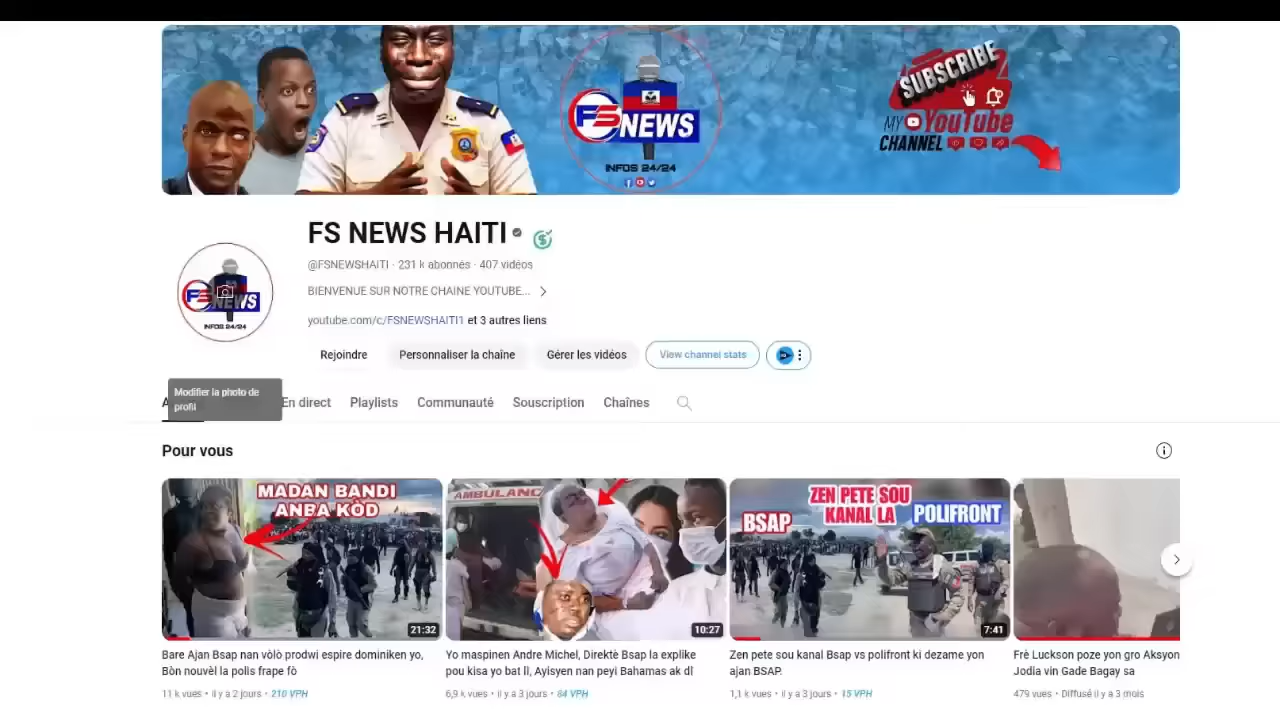 SUBSCRIBE
MY YouTube
CHANNEL
FS NEWS
INFOS 24/24
FS NEWS HAITI
@FSNEWSHAITI · 231 k abonnés · 407 vidéos
BIENVENUE SUR NOTRE CHAINE YOUTUBE...
youtube.com/c/FSNEWSHAITI1 et 3 autres liens
FS NEWS
INFOS 24/24
Rejoindre Personnaliser la chaîne Gérer les vidéos View channel stats
Modifier la photo de
profil
En direct Playlists Communauté Souscription Chaînes
Pour vous
MADAN BANDI
ANBA KÒD
21:32
AMBULANC
10:27
ZEN PETE SOU
KANAL LA
BSAP
POLIFRONT
7:41
Bare Ajan Bsap nan vòlò prodwi espire dominiken yo,
Bòn nouvèl la polis frape fò
11 k vues • il y a 2 jours • 210 VPH
Yo maspinen Andre Michel, Direktè Bsap la eksplike
pou kisa yo bat li, Ayisyen nan peyi Bahamas ak di
6,9 k vues • il y a 3 jours • 84 VPH
Zen pete sou kanal Bsap vs polifront ki dezame yon
ajan BSAP.
1,1 k vues • il y a 3 jours • 15 VPH
Frè Luckson poze yon gro Aksyon
Jodia vin Gade Bagay sa
479 vues • Diffusé il y a 3 mois